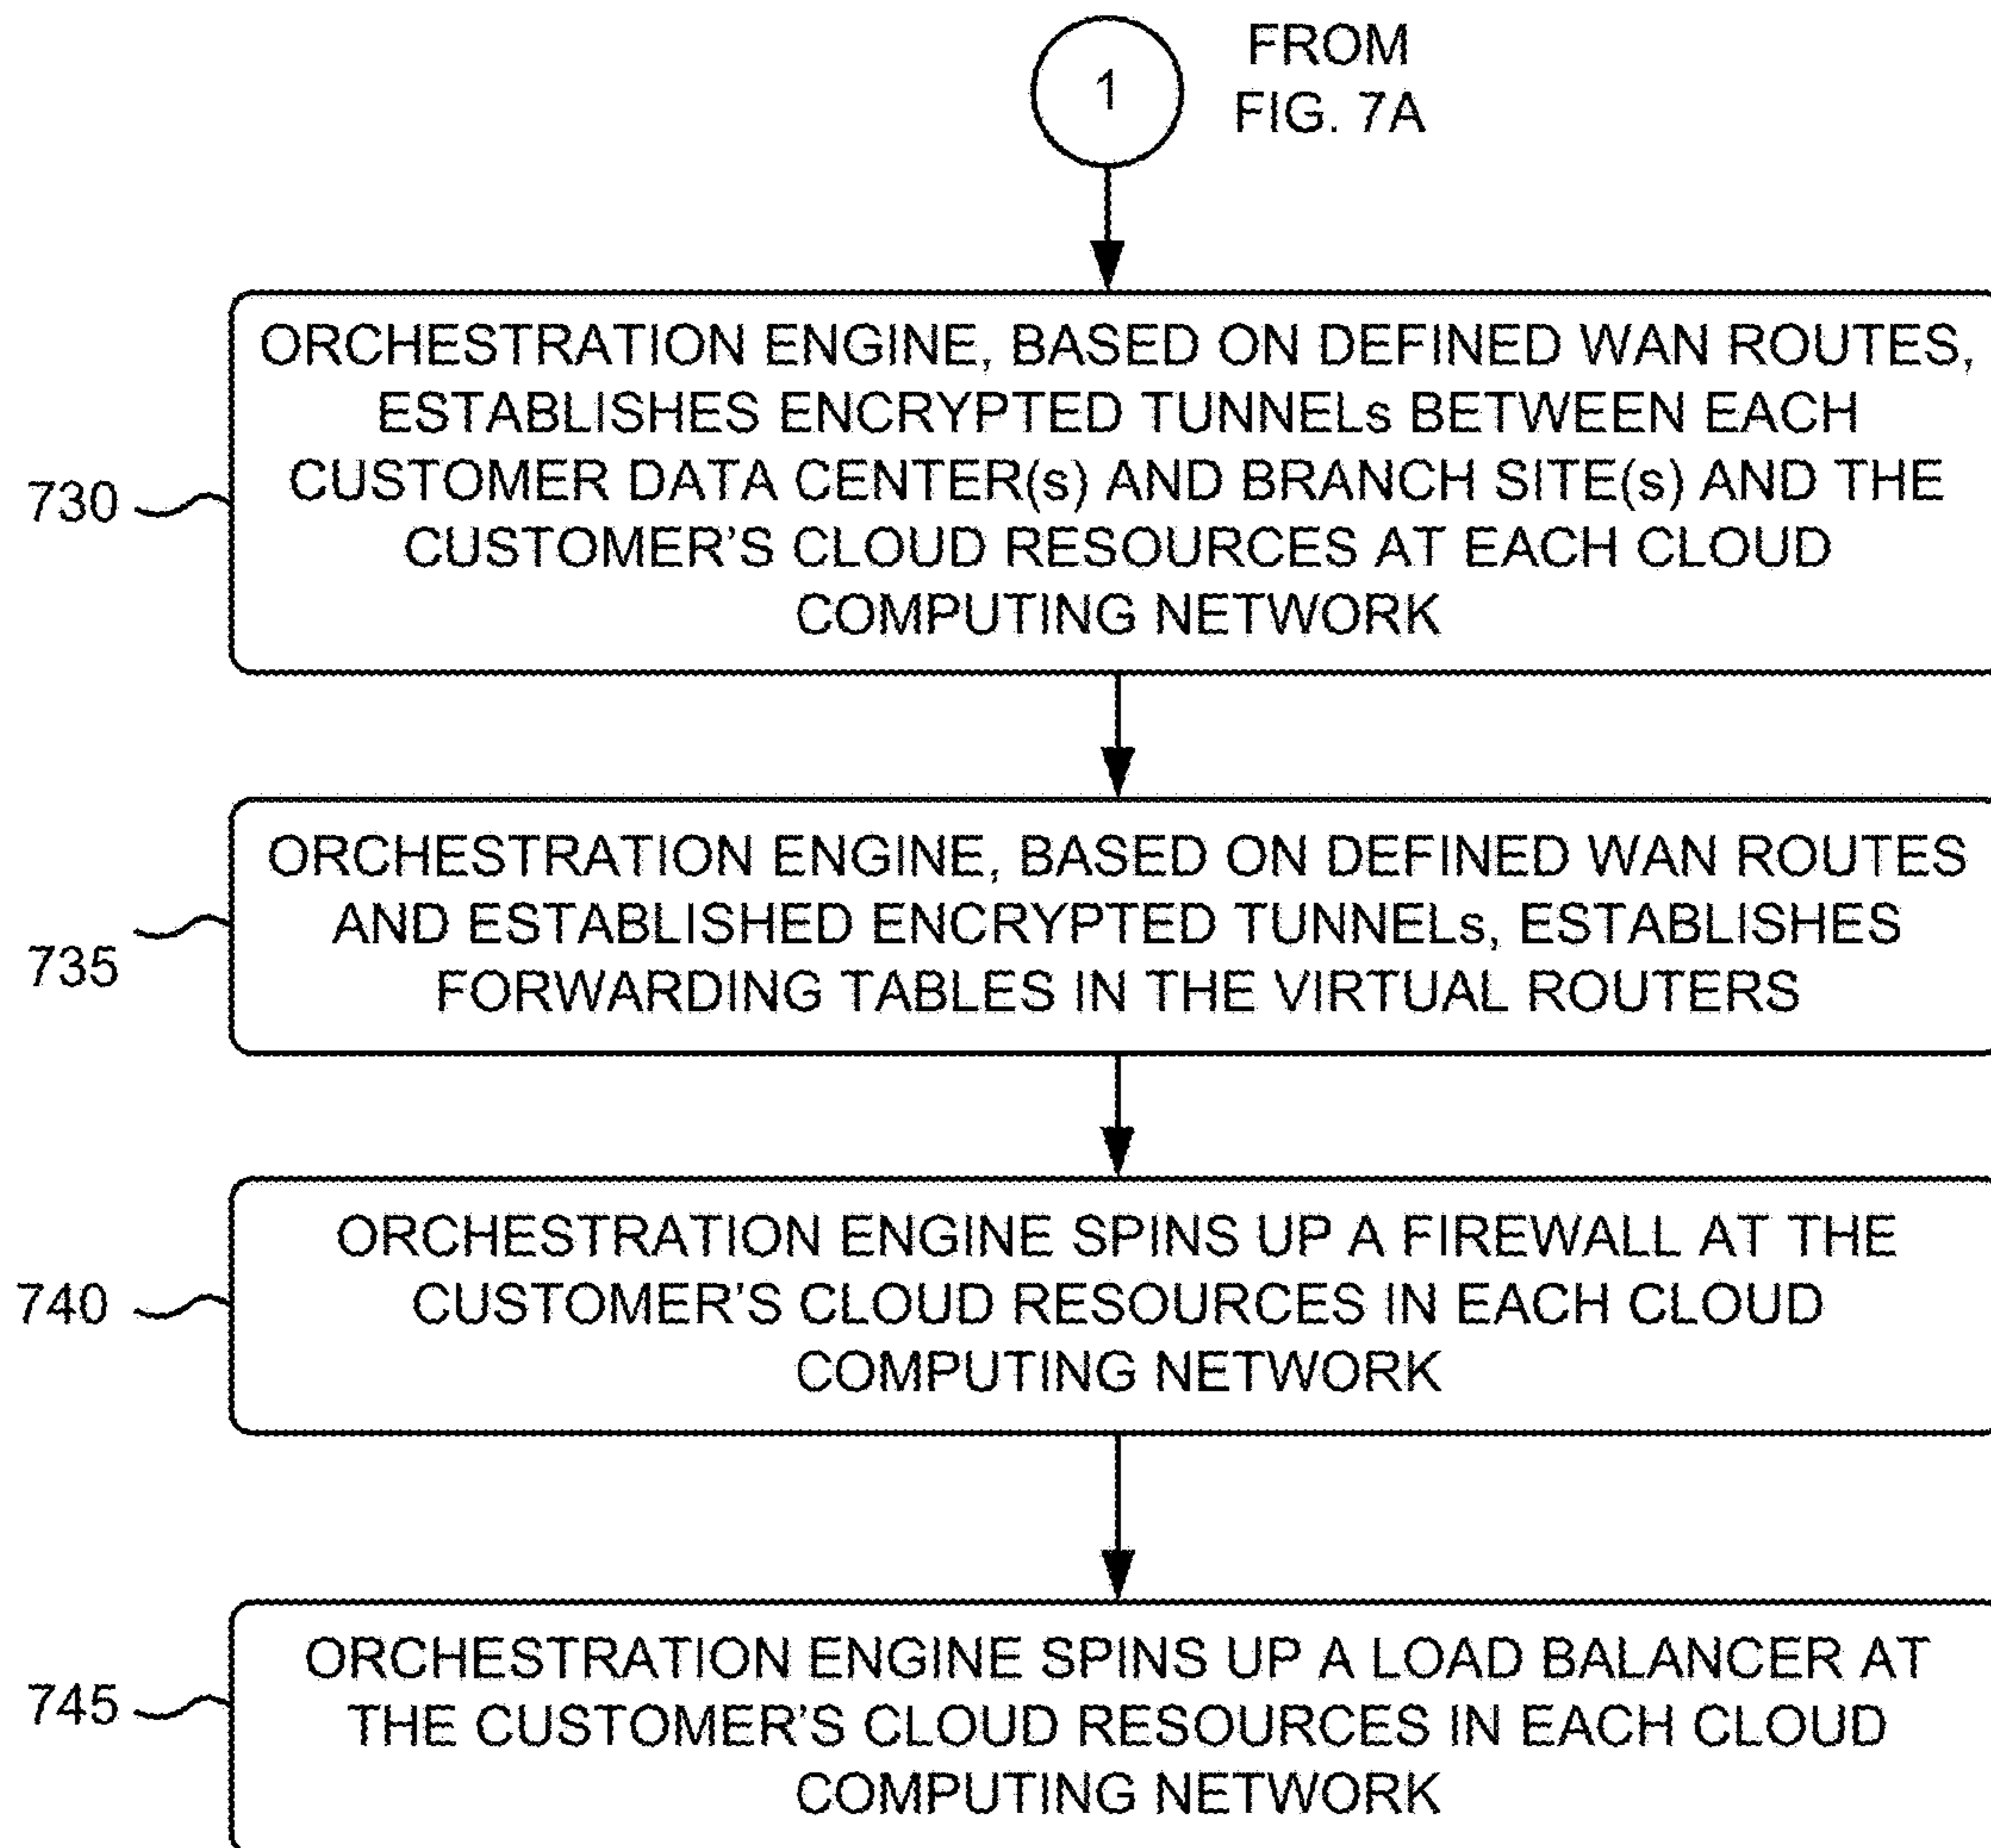 1
FROM
FIG. 7A
ORCHESTRATION ENGINE, BASED ON DEFINED WAN ROUTES,
ESTABLISHES ENCRYPTED TUNNELs BETWEEN EACH
CUSTOMER DATA CENTER(s) AND BRANCH SITE(s) AND THE
CUSTOMER'S CLOUD RESOURCES AT EACH CLOUD
COMPUTING NETWORK
730
ORCHESTRATION ENGINE, BASED ON DEFINED WAN ROUTES
AND ESTABLISHED ENCRYPTED TUNNELs, ESTABLISHES
FORWARDING TABLES IN THE VIRTUAL ROUTERS
735
ORCHESTRATION ENGINE SPINS UP A FIREWALL AT THE
CUSTOMER'S CLOUD RESOURCES IN EACH CLOUD
COMPUTING NETWORK
740
ORCHESTRATION ENGINE SPINS UP A LOAD BALANCER AT
THE CUSTOMER'S CLOUD RESOURCES IN EACH CLOUD
COMPUTING NETWORK
745